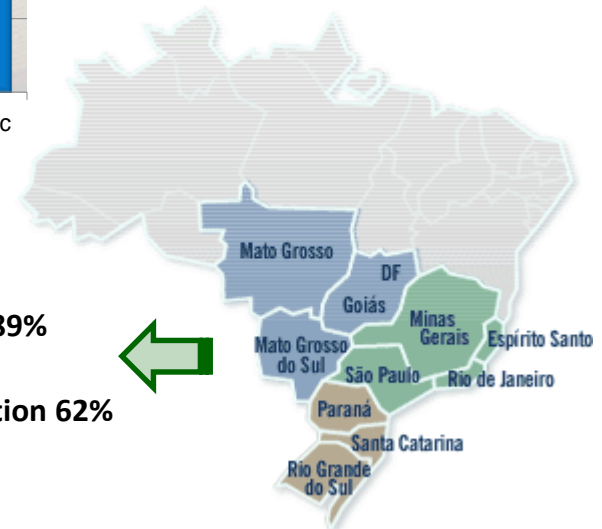 c
Mato Grosso
DF
Goiás
Minas
Gerais
Espírito Santo
39%
Mato Grosso
do Sul
São Paulo
Rio de Janeiro
Paraná
tion 62%
Santa Catarina
Rio Grande
do Sul